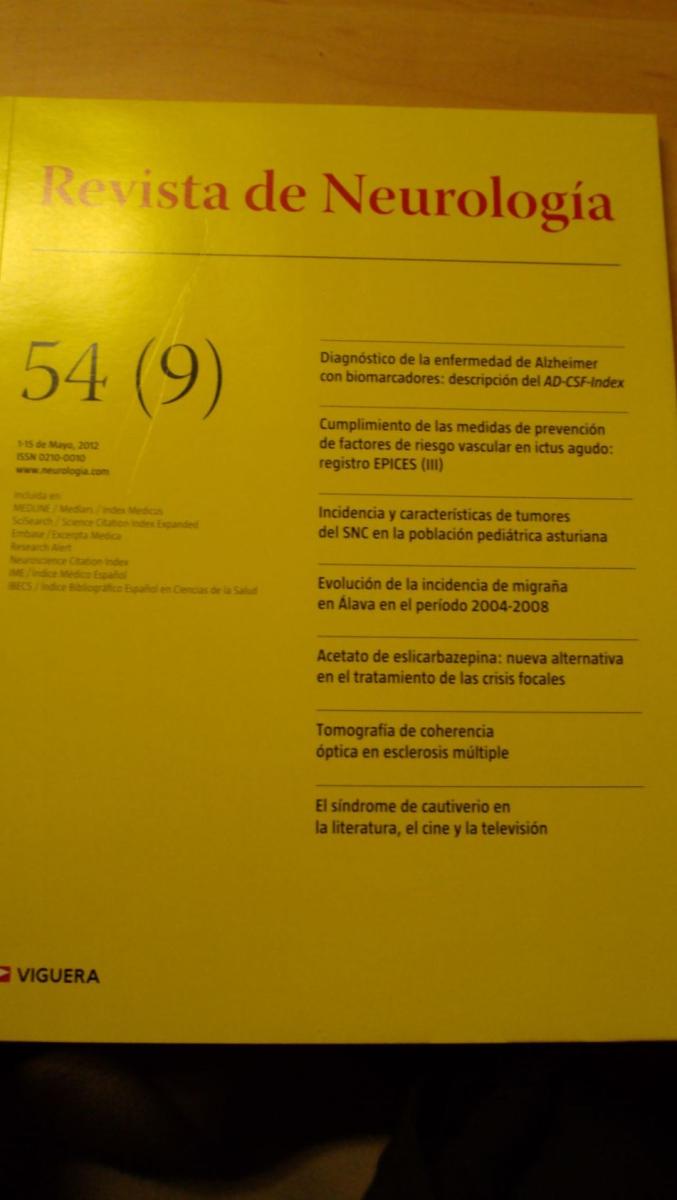 Revista de Neurología
54 (9)
1-15 de Mayo, 2012
ISSN 0210-0010
www.neurologia.com
Incluida en:
MEDLINE / Medlars / Index Medicus
SciSearch / Science Citation Index Expanded
Embase / Excerpta Medica
Research Alert
Neuroscience Citation Index
IME / Índice Médico Español
IBECS / Índice Bibliográfico Español en Ciencias de la Salud
Diagnóstico de la enfermedad de Alzheimer
con biomarcadores: descripción del AD-CSF-Index
Cumplimiento de las medidas de prevención
de factores de riesgo vascular en ictus agudo:
registro EPICES (III)
Incidencia y características de tumores
del SNC en la población pediátrica asturiana
Evolución de la incidencia de migraña
en Álava en el período 2004-2008
Acetato de eslicarbazepina: nueva alternativa
en el tratamiento de las crisis focales
Tomografía de coherencia
óptica en esclerosis múltiple
El síndrome de cautiverio en
la literatura, el cine y la televisión
VIGUERA